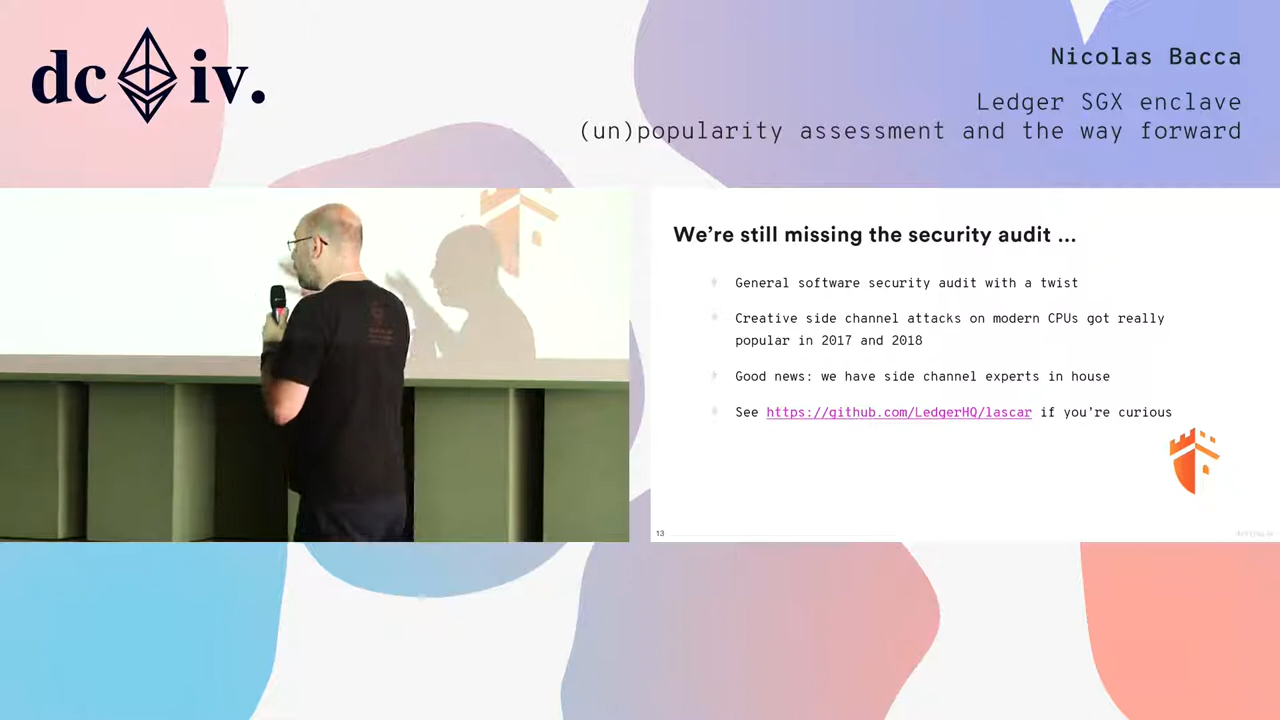 dc iv.
Nicolas Bacca
Ledger SGX enclave
(un)popularity assessment and the way forward
We’re still missing the security audit ...
General software security audit with a twist
Creative side channel attacks on modern CPUs got really
popular in 2017 and 2018
Good news: we have side channel experts in house
See https://github.com/LedgerHQ/lascar if you’re curious
13